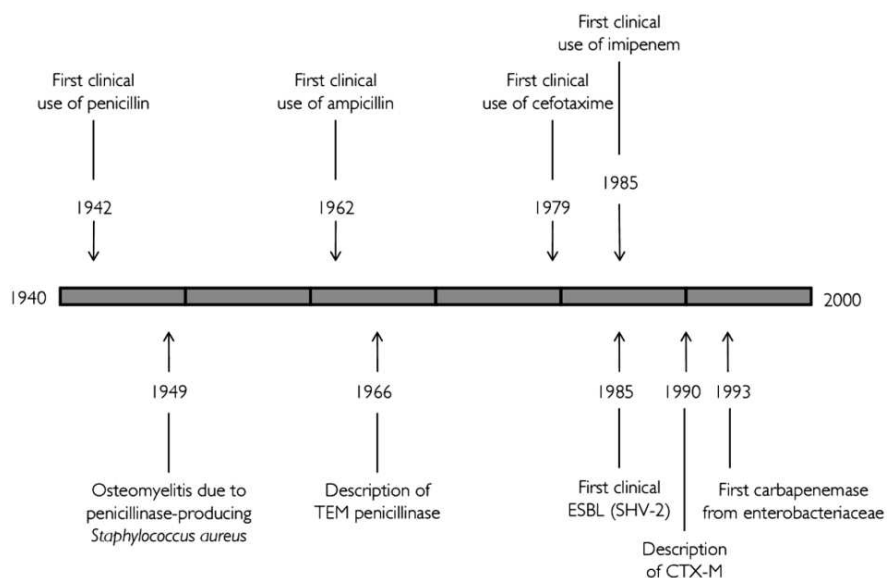 First clinical
use of imipenem
First clinical
use of penicillin
First clinical
use of ampicillin
First clinical
use of cefotaxime
1985
1942
1962
1979
1940
2000
1949
1966
1985
1990
1993
Osteomyelitis due to
penicillinase-producing
Staphylococcus aureus
Description of
TEM penicillinase
First clinical
ESBL (SHV-2)
First carbapenemase
from enterobacteriaceae
Description
of CTX-M